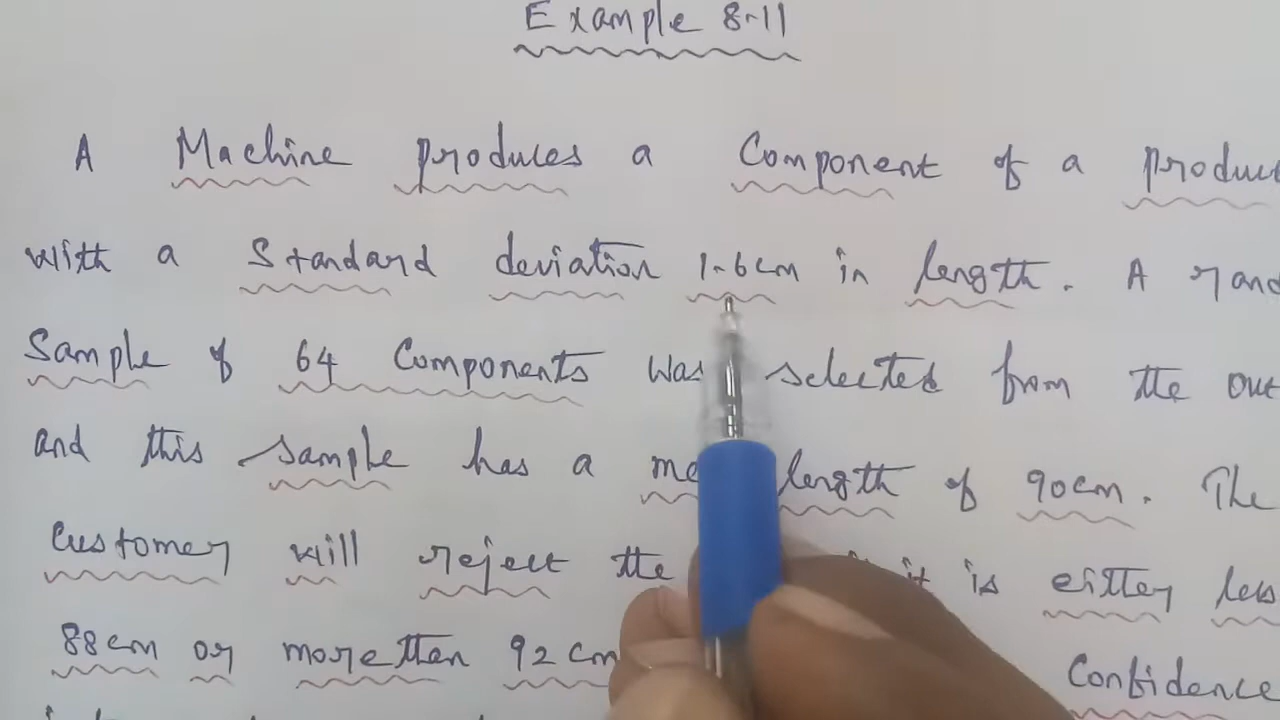 Example 8.11
A Machine produces a Component of a product
with a Standard deviation 1.6cm in length. A rand
Sample of 64 Components was selected from the out
and this sample has a length of 90cm. The
Customer will reject the it is either less
88cm or more than 92cm Confidence